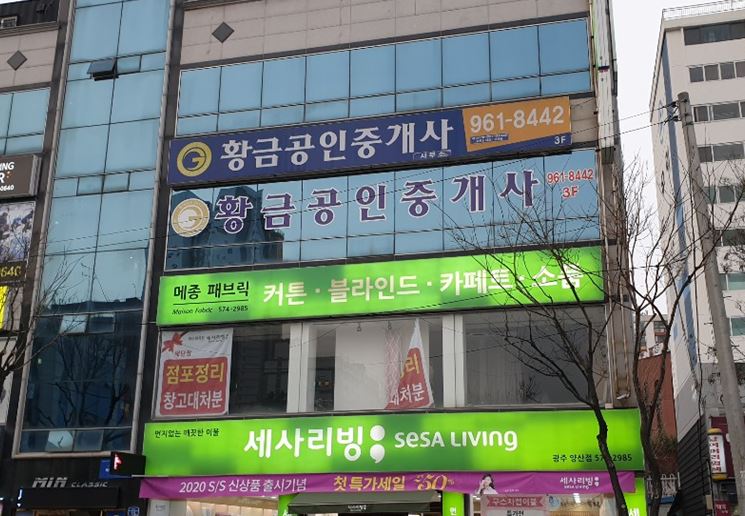 황금공인중개사
사무소
961-8442
3F
황금공인중개사
961-8442
3F
메종 패브릭
Maison Fabric 574-2985
커튼·블라인드·카페트·소품
점포정리
창고대처분
대처분
먼지없는 깨끗한 이불
세사리빙 SeSA LIVING
광주 양산점 574-2985
2020 S/S 신상품 출시기념
첫특가세일
50%
세사리빙
MIN CLASSIC